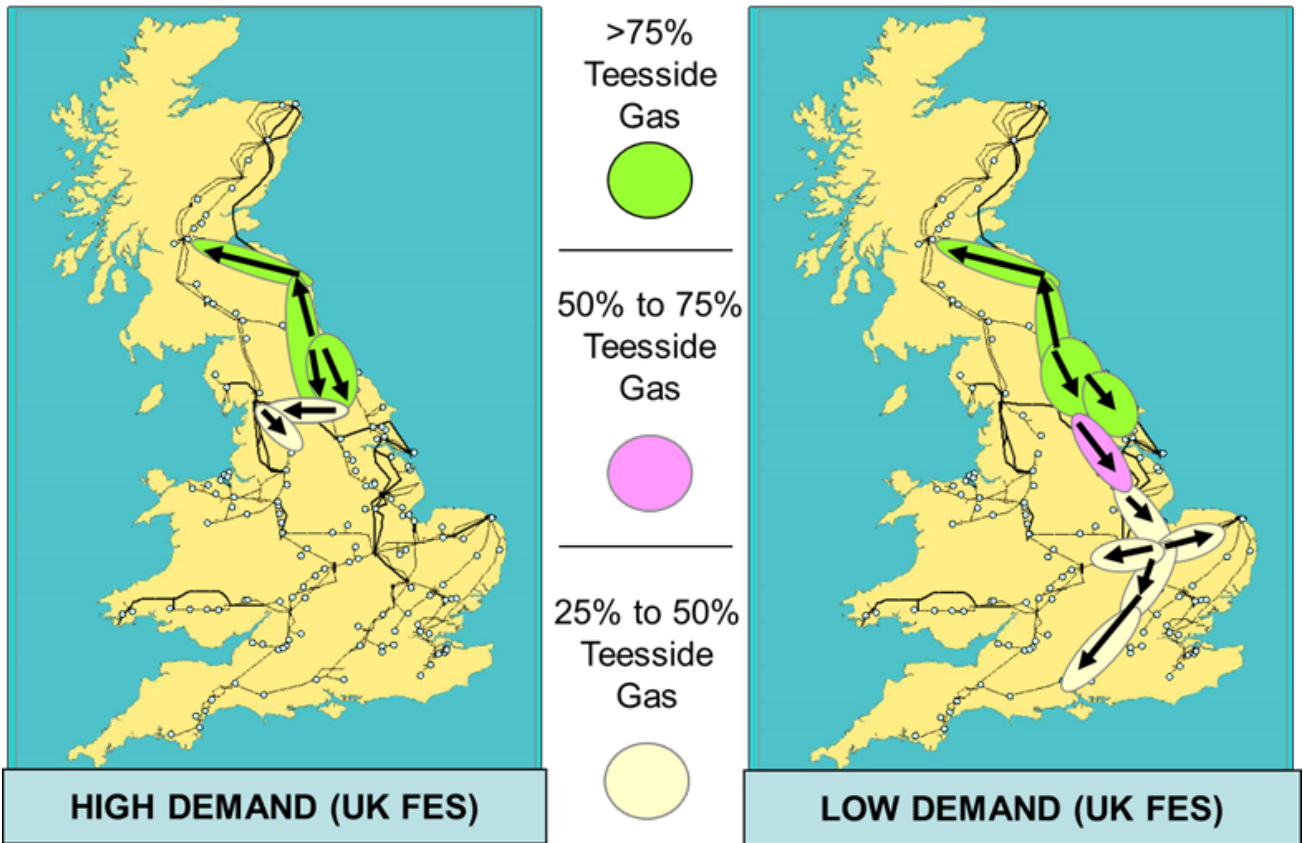 >75%
Teesside
Gas
50% to 75%
Teesside
Gas
25% to 50%
Teesside
Gas
HIGH DEMAND (UK FES)
LOW DEMAND (UK FES)